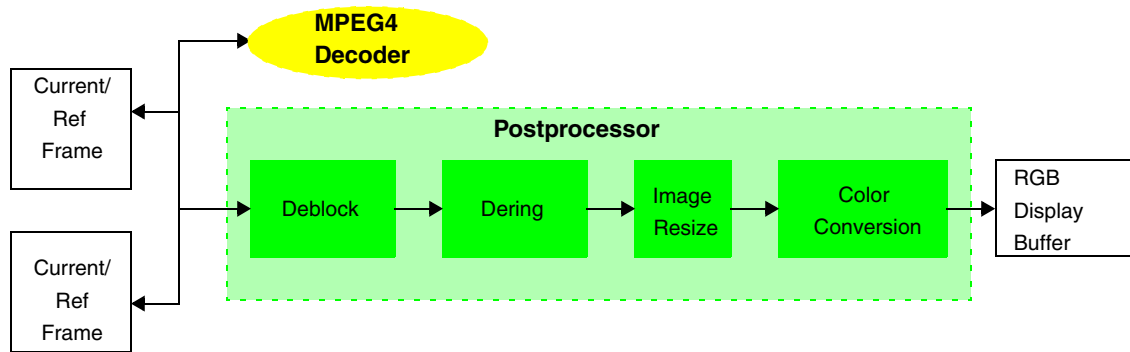 MPEG4
Decoder
Current/
Ref
Frame
Postprocessor
Deblock
Dering
Image
Resize
Color
Conversion
RGB
Display
Buffer
Current/
Ref
Frame